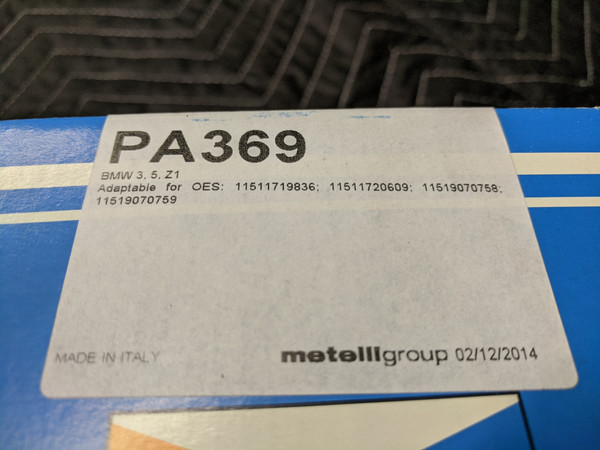 PA369
BMW 3, 5, Z1
Adaptable for OES: 11511719836; 11511720609; 11519070758;
11519070759
MADE IN ITALY
metelligroup 02/12/2014